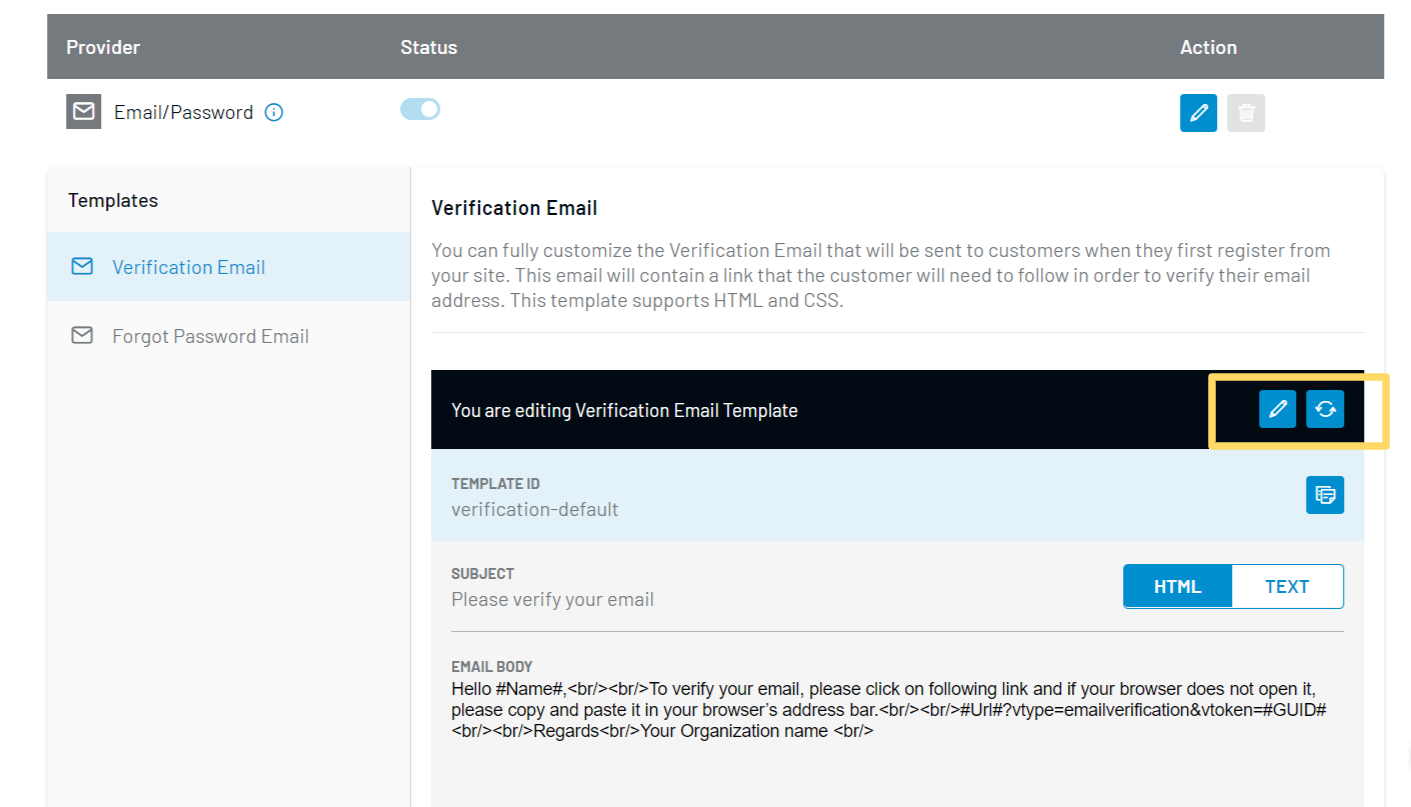 Provider Status Action
Email/Password
Templates
Verification Email
Forgot Password Email
Verification Email
You can fully customize the Verification Email that will be sent to customers when they first register from
your site. This email will contain a link that the customer will need to follow in order to verify their email
address. This template supports HTML and CSS.
You are editing Verification Email Template
TEMPLATE ID
verification-default
SUBJECT
Please verify your email
HTML TEXT
EMAIL BODY
Hello #Name#,<br/><br/>To verify your email, please click on following link and if your browser does not open it,
please copy and paste it in your browser’s address bar.<br/><br/>#Url#?vtype=emailverification&vtoken=#GUID#
<br/><br/>Regards<br/>Your Organization name <br/>